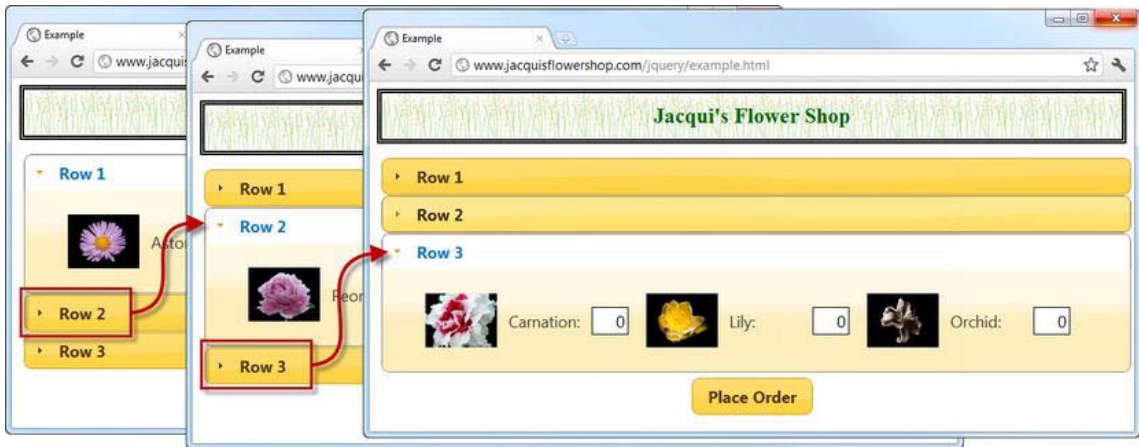 Example
www.jacquis
Row 1
Row 2
Row 3
Example
www.jacqui
Row 1
Row 2
Row 3
Example
www.jacquisflowershop.com/jquery/example.html
Jacqui's Flower Shop
Row 1
Row 2
Row 3
Carnation: 0 Lily: 0 Orchid: 0
Place Order